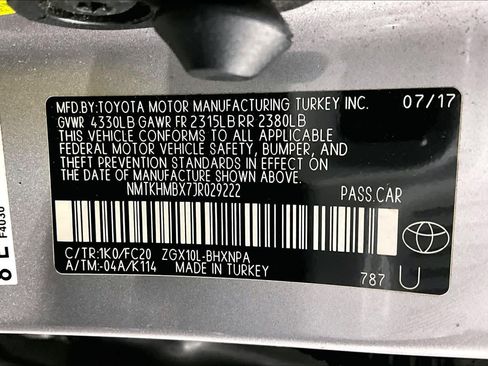 MFD.BY:TOYOTA MOTOR MANUFACTURING TURKEY INC. 07/17
GVWR 4330LB GAWR FR 2315LB RR 2380LB
THIS VEHICLE CONFORMS TO ALL APPLICABLE
FEDERAL MOTOR VEHICLE SAFETY, BUMPER, AND
THEFT PREVENTION STANDARDS IN EFFECT ON
THE DATE OF MANUFACTURE SHOWN ABOVE.
NMTKHMBX7JR029222 PASS.CAR
C/TR:1K0/FC20 ZGX10L-BHXNPA
A/TM:-04A/K114 MADE IN TURKEY
787 U
F4030